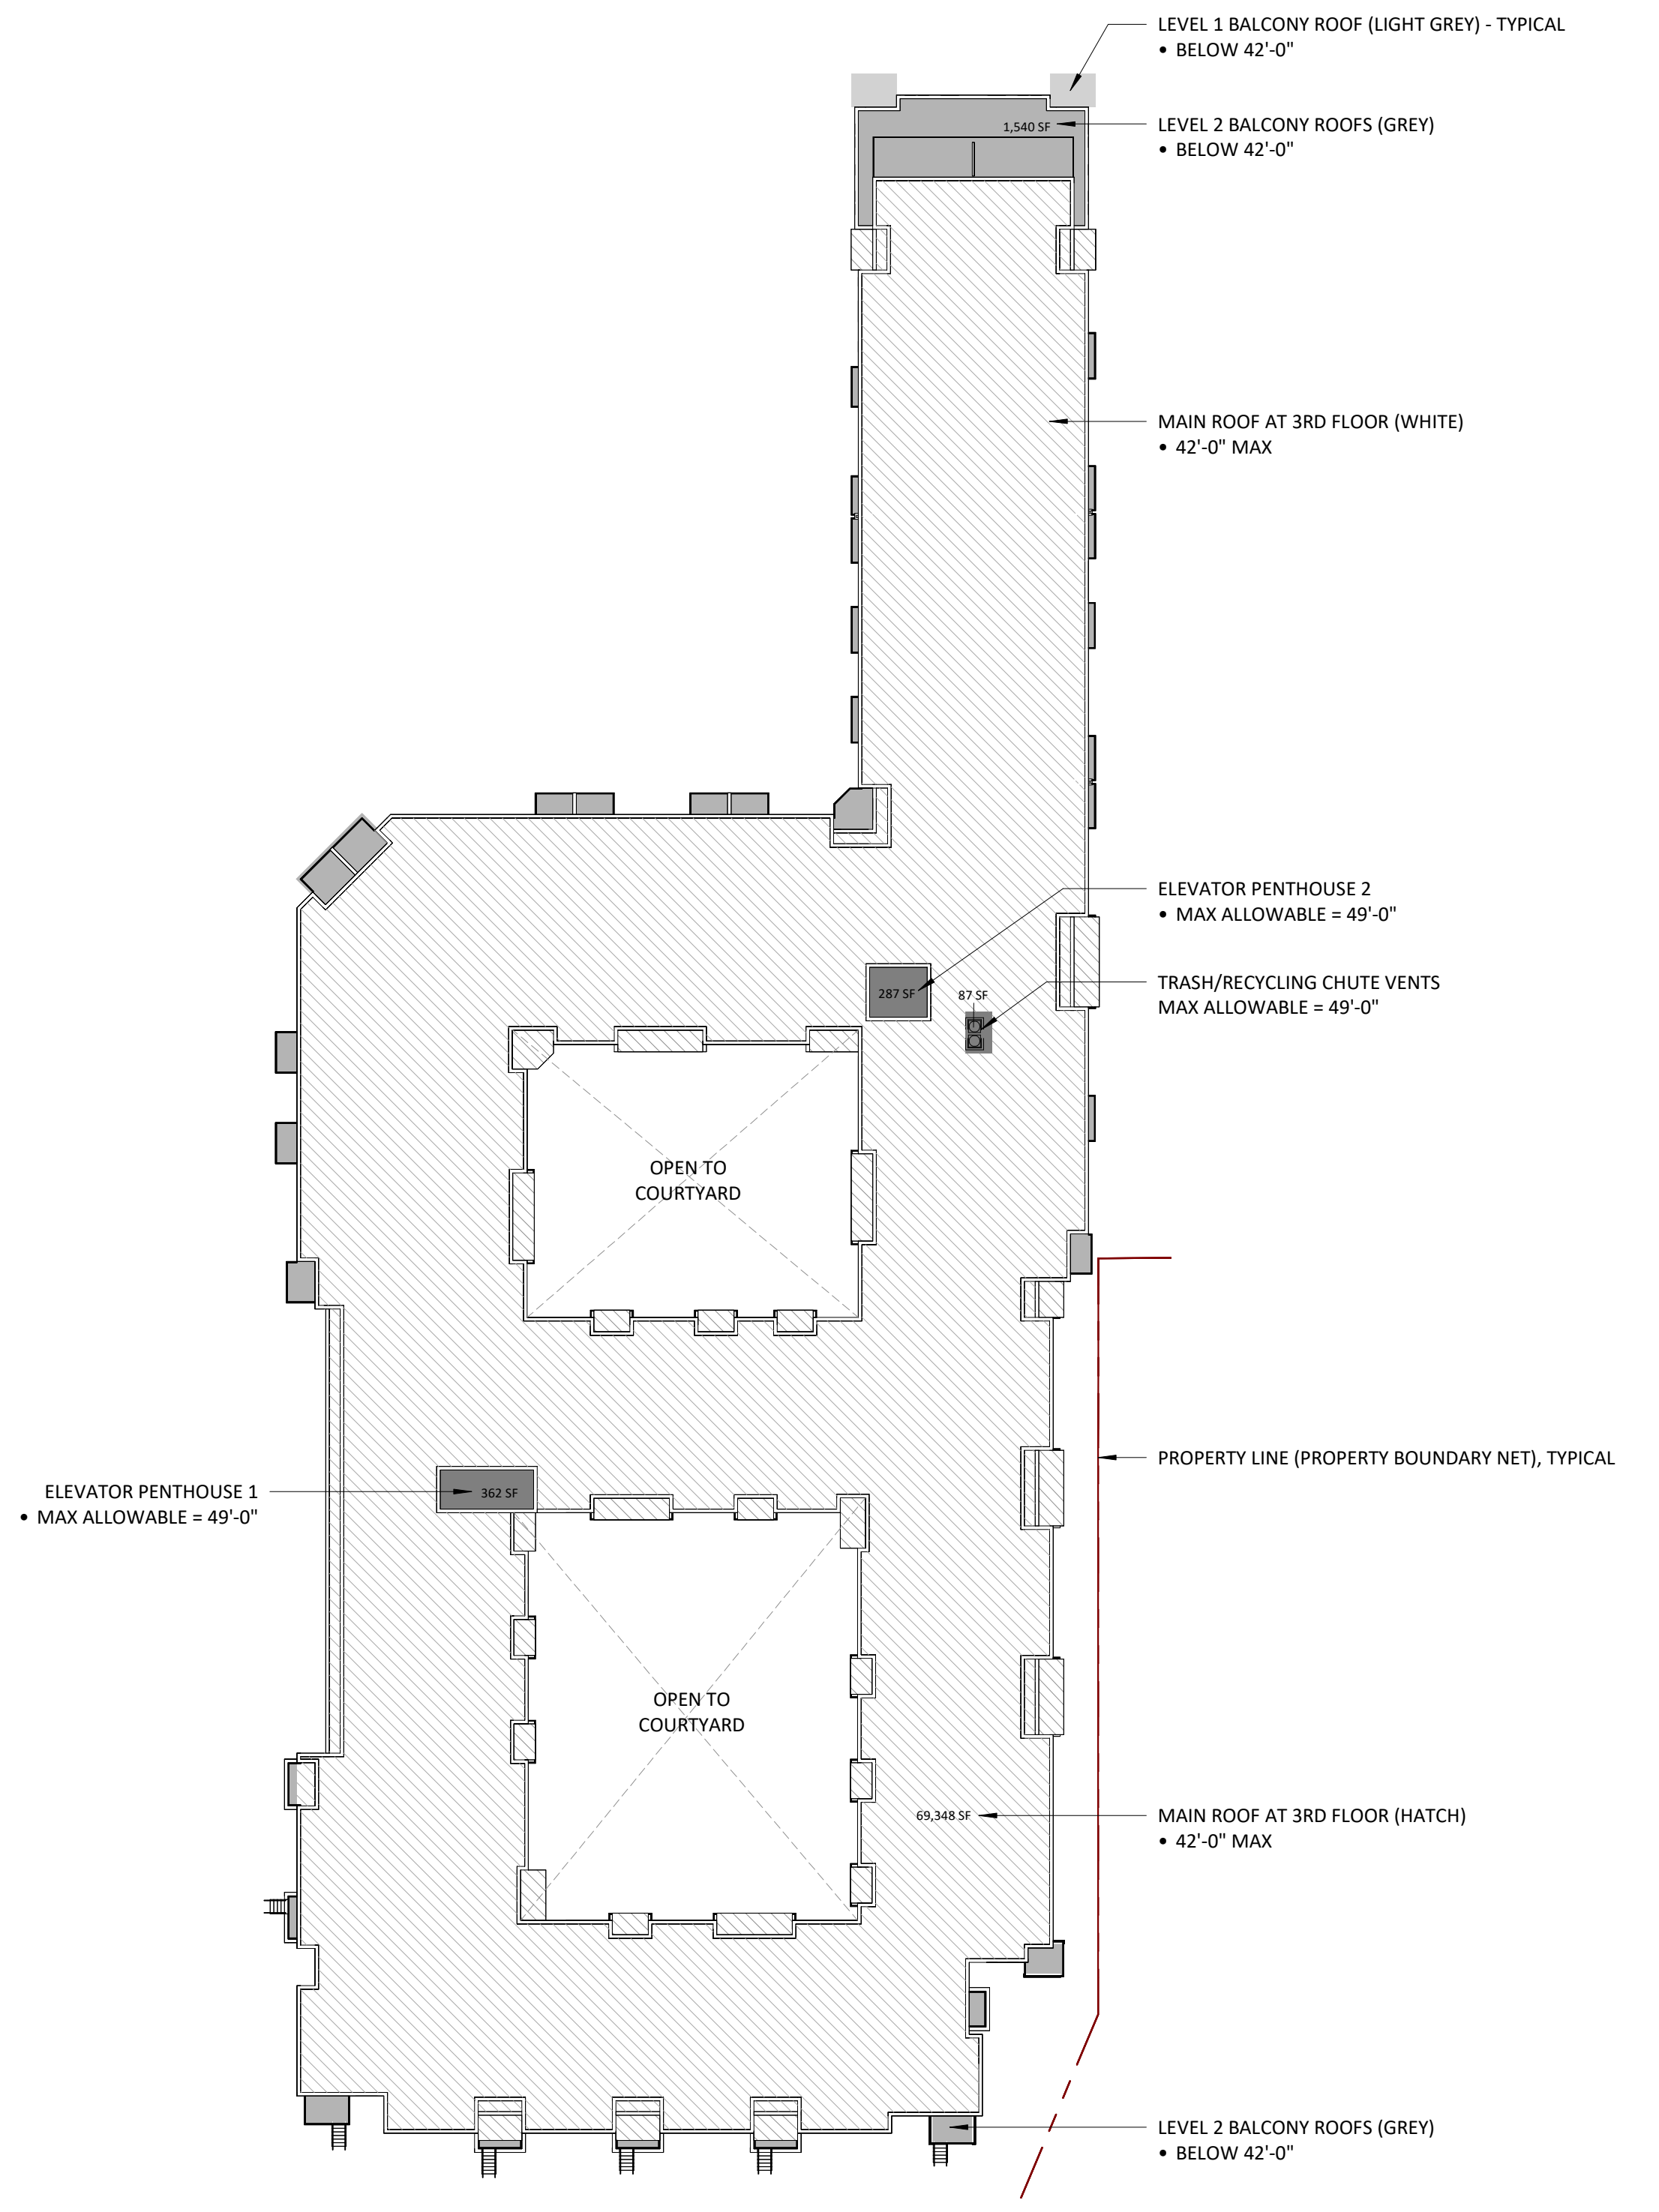 LEVEL 1 BALCONY ROOF (LIGHT GREY) - TYPICAL
• BELOW 42'-0"
1,540 SF
LEVEL 2 BALCONY ROOFS (GREY)
• BELOW 42'-0"
MAIN ROOF AT 3RD FLOOR (WHITE)
• 42'-0" MAX
ELEVATOR PENTHOUSE 2
• MAX ALLOWABLE = 49'-0"
287 SF
87 SF
TRASH/RECYCLING CHUTE VENTS
MAX ALLOWABLE = 49'-0"
OPEN TO
COURTYARD
PROPERTY LINE (PROPERTY BOUNDARY NET), TYPICAL
ELEVATOR PENTHOUSE 1
• MAX ALLOWABLE = 49'-0"
362 SF
OPEN TO
COURTYARD
69,348 SF
MAIN ROOF AT 3RD FLOOR (HATCH)
• 42'-0" MAX
LEVEL 2 BALCONY ROOFS (GREY)
• BELOW 42'-0"